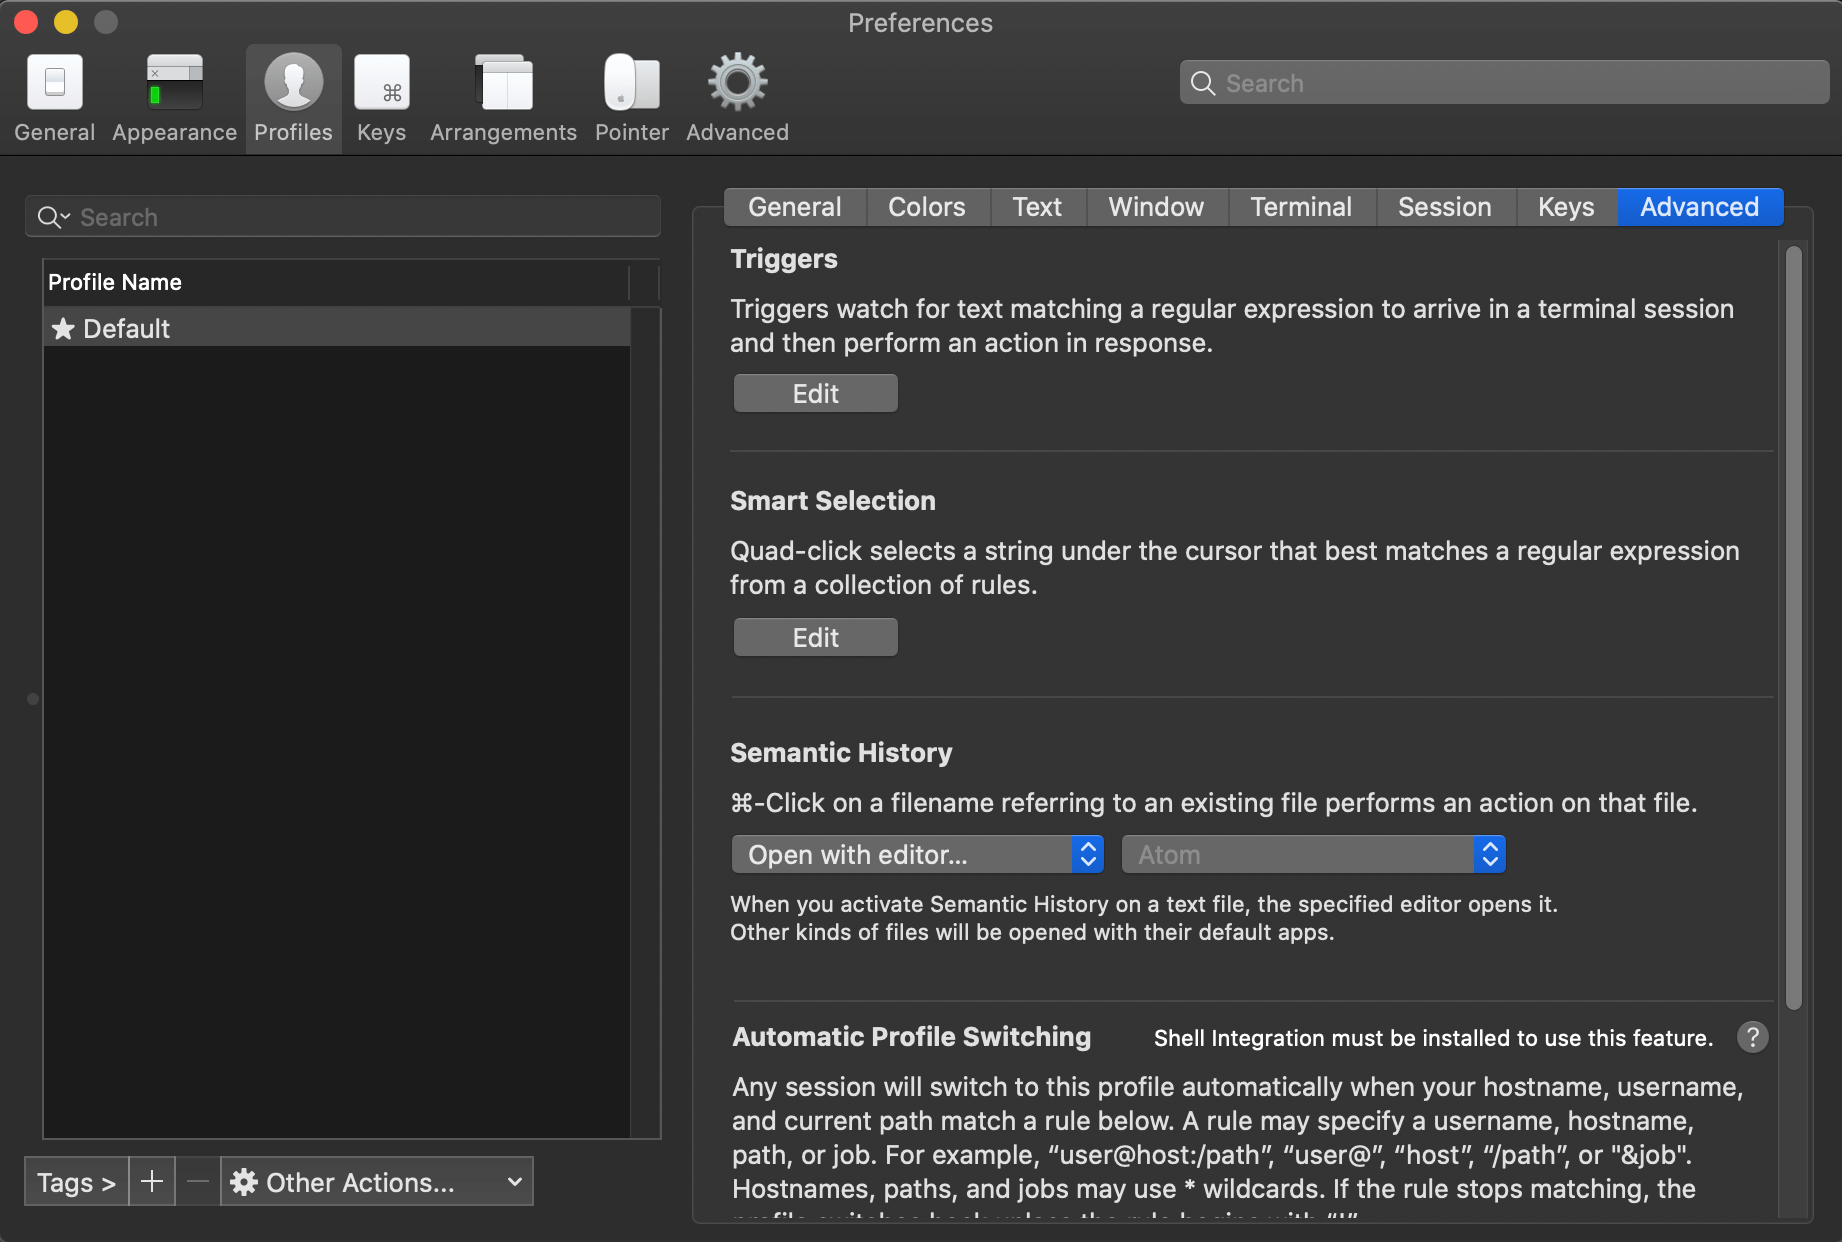 Preferences
General
Appearance
Profiles
Keys
Arrangements
Pointer
Advanced
Search
Search
Profile Name
Default
Tags >
Other Actions...
General
Colors
Text
Window
Terminal
Session
Keys
Advanced
Triggers
Triggers watch for text matching a regular expression to arrive in a terminal session
and then perform an action in response.
Edit
Smart Selection
Quad-click selects a string under the cursor that best matches a regular expression
from a collection of rules.
Edit
Semantic History
⌘-Click on a filename referring to an existing file performs an action on that file.
Open with editor...
Atom
When you activate Semantic History on a text file, the specified editor opens it.
Other kinds of files will be opened with their default apps.
Automatic Profile Switching
Shell Integration must be installed to use this feature.
?
Any session will switch to this profile automatically when your hostname, username,
and current path match a rule below. A rule may specify a username, hostname,
path, or job. For example, “user@host:/path”, “user@”, “host”, “/path”, or "&job".
Hostnames, paths, and jobs may use * wildcards. If the rule stops matching, the
profile switches back unless the rule begins with “!”